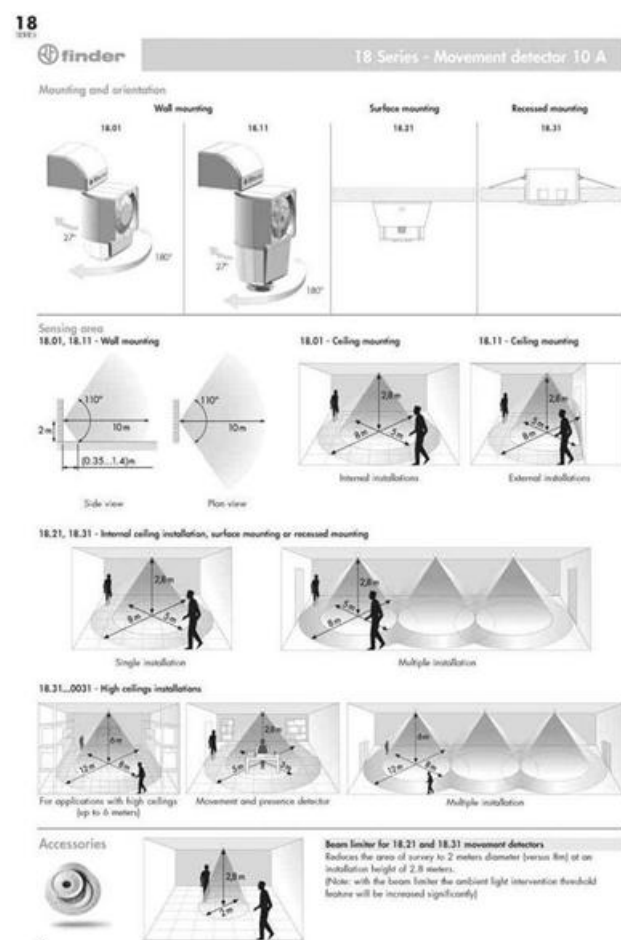 18
SERIES
finder
18 Series - Movement detector 10 A
Mounting and orientation
Wall mounting
Surface mounting
Recessed mounting
18.01
18.11
18.21
18.31
27°
180°
27°
180°
Sensing area
18.01, 18.11 - Wall mounting
18.01 - Ceiling mounting
18.11 - Ceiling mounting
110°
10m
2m
(0.35...1.4)m
Side view
110°
10m
Plan view
2,8m
8m
5m
Internal installations
2,8m
5m
8m
External installations
18.21, 18.31 - Internal ceiling installation, surface mounting or recessed mounting
2,8m
8m
5m
Single installation
2,8m
5m
8m
Multiple installation
18.31...0031 - High ceilings installations
6m
12m
8m
For applications with high ceilings
(up to 6 meters)
2,8m
5m
3m
Movement and presence detector
6m
12m
8m
Multiple installation
Accessories
2,8m
2m
Beam limiter for 18.21 and 18.31 movement detectors
Reduces the area of survey to 2 meters diameter (versus 8m) at an
installation height of 2,8 meters.
(Note: with the beam limiter the ambient light intervention threshold
feature will be increased significantly)